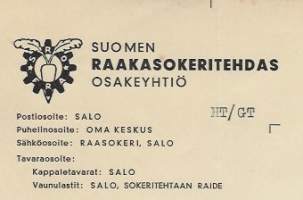 SUOMEN
RAAKASOKERITEHDAS
OSAKEYHTIÖ
HT/GT
Postiosoite: SALO
Puhelinosoite: OMA KESKUS
Sähköosoite: RAASOKERI, SALO
Tavaraosoite:
Kappaletavarat: SALO
Vaunulastit: SALO, SOKERITEHTAAN RAIDE